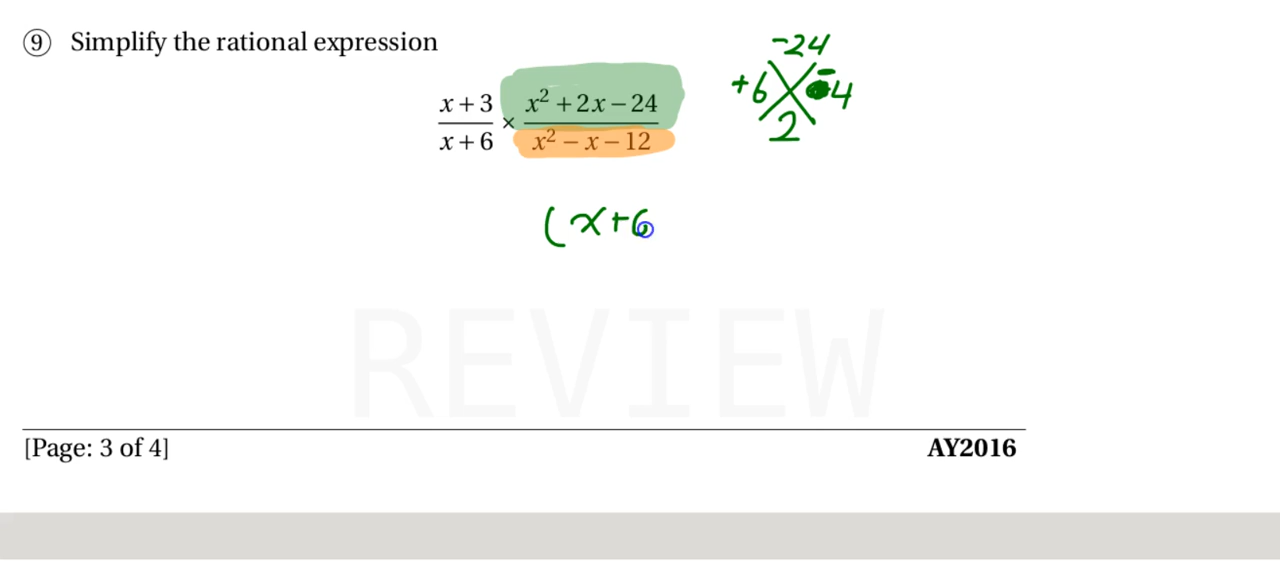 ⑨ Simplify the rational expression
x + 3 / x + 6 × x² + 2x − 24 / x² − x − 12
-24
+6 -4
2
(x+6
REVIEW
[Page: 3 of 4] AY2016